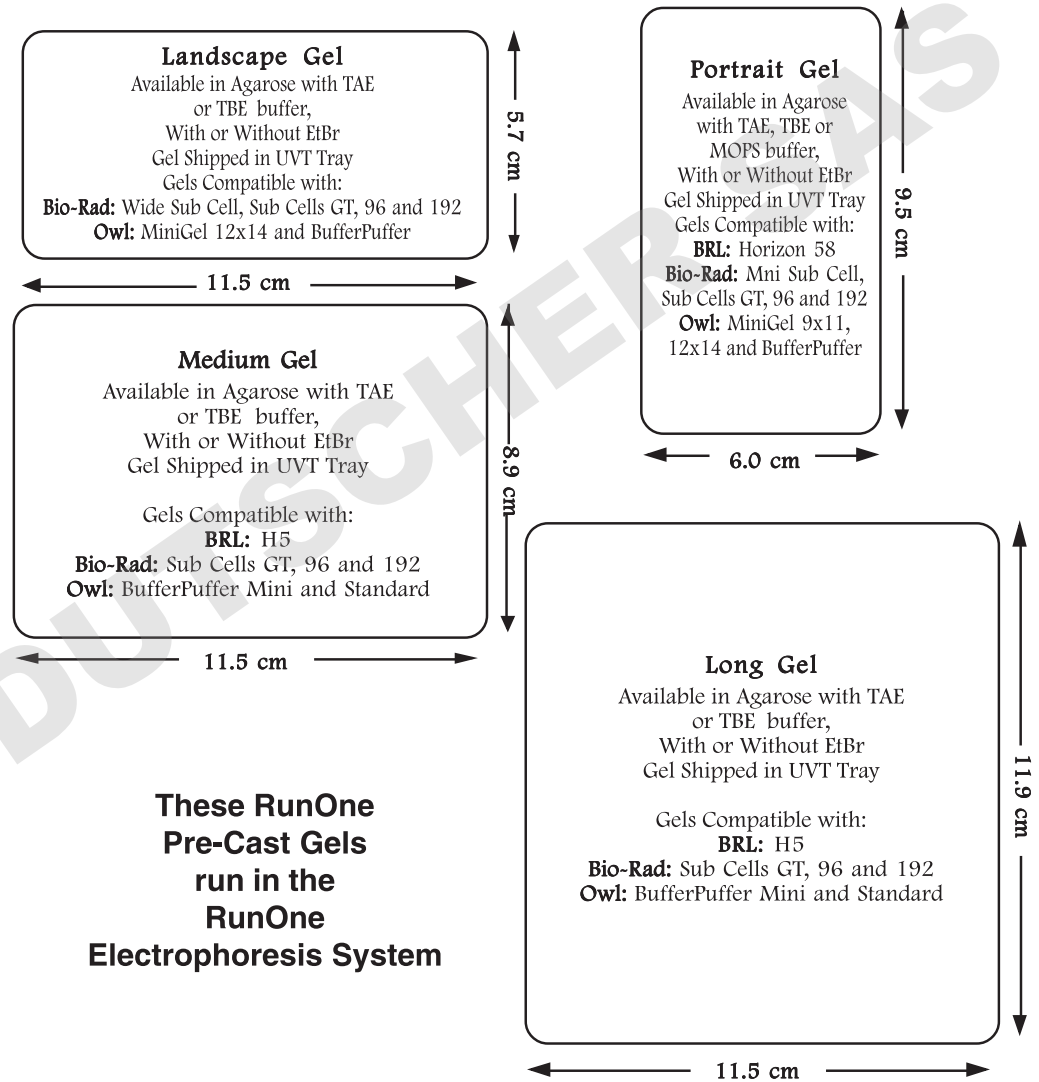 Landscape Gel
Available in Agarose with TAE
or TBE buffer,
With or Without EtBr
Gel Shipped in UVT Tray
Gels Compatible with:
Bio-Rad: Wide Sub Cell, Sub Cells GT, 96 and 192
Owl: MiniGel 12x14 and BufferPuffer
5.7 cm
11.5 cm
Portrait Gel
Available in Agarose
with TAE, TBE or
MOPS buffer,
With or Without EtBr
Gel Shipped in UVT Tray
Gels Compatible with:
BRL: Horizon 58
Bio-Rad: Mni Sub Cell,
Sub Cells GT, 96 and 192
Owl: MiniGel 9x11,
12x14 and BufferPuffer
9.5 cm
6.0 cm
Medium Gel
Available in Agarose with TAE
or TBE buffer,
With or Without EtBr
Gel Shipped in UVT Tray
Gels Compatible with:
BRL: H5
Bio-Rad: Sub Cells GT, 96 and 192
Owl: BufferPuffer Mini and Standard
8.9 cm
11.5 cm
Long Gel
Available in Agarose with TAE
or TBE buffer,
With or Without EtBr
Gel Shipped in UVT Tray
Gels Compatible with:
BRL: H5
Bio-Rad: Sub Cells GT, 96 and 192
Owl: BufferPuffer Mini and Standard
11.9 cm
11.5 cm
These RunOne
Pre-Cast Gels
run in the
RunOne
Electrophoresis System
DUTSCHER SAS